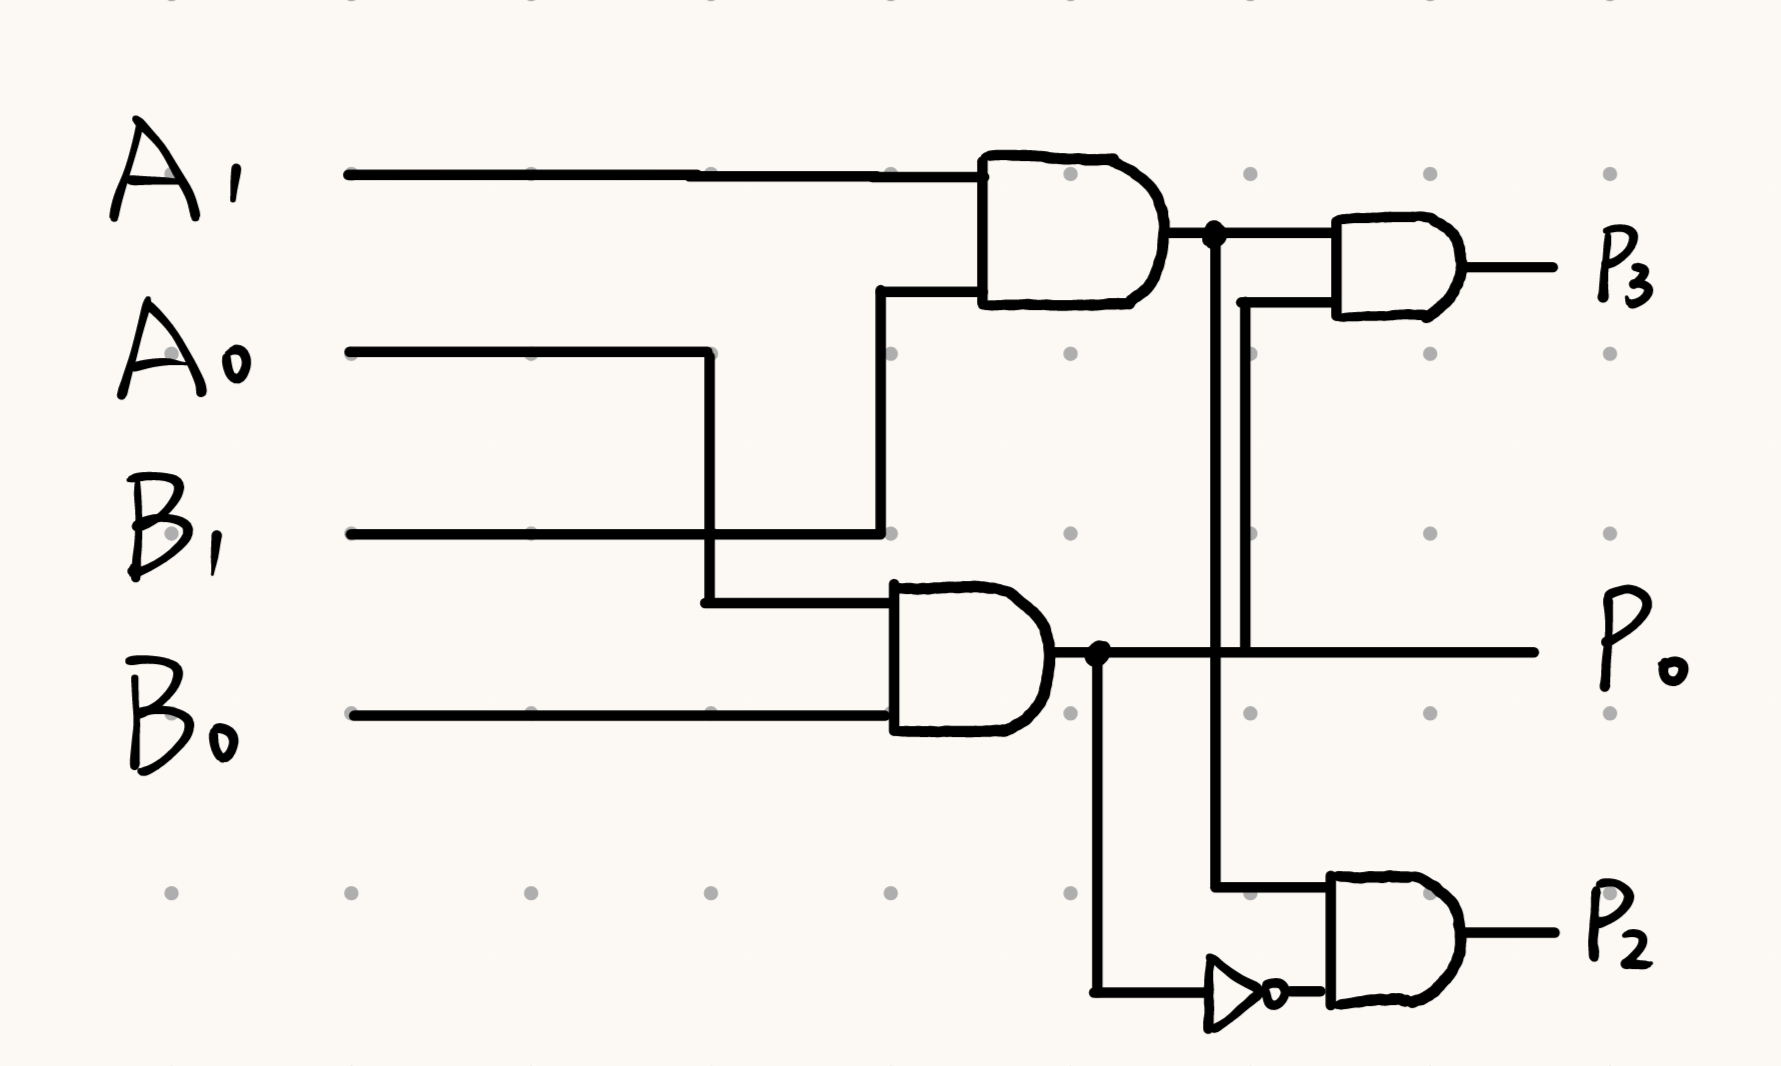 A₁
P₃
A₀
B₁
P₀
B₀
P₂